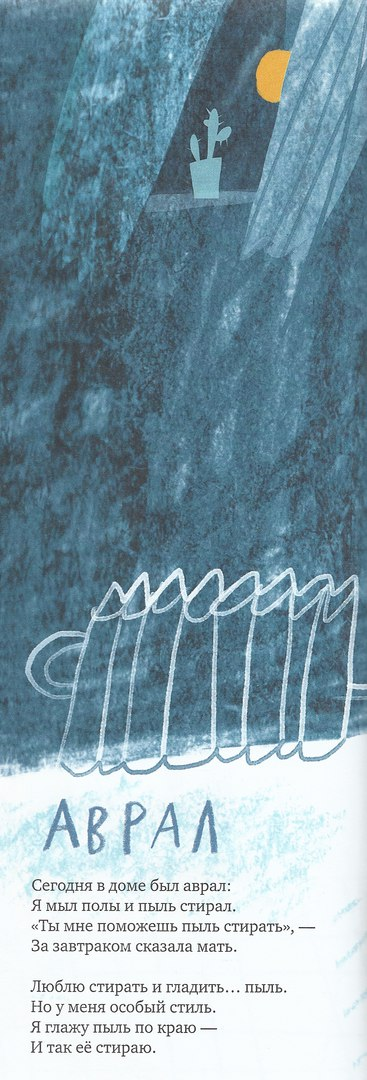 АВРАЛ
Сегодня в доме был аврал:
Я мыл полы и пыль стирал.
«Ты мне поможешь пыль стирать», —
За завтраком сказала мать.
Люблю стирать и гладить… пыль.
Но у меня особый стиль.
Я глажу пыль по краю —
И так её стираю.